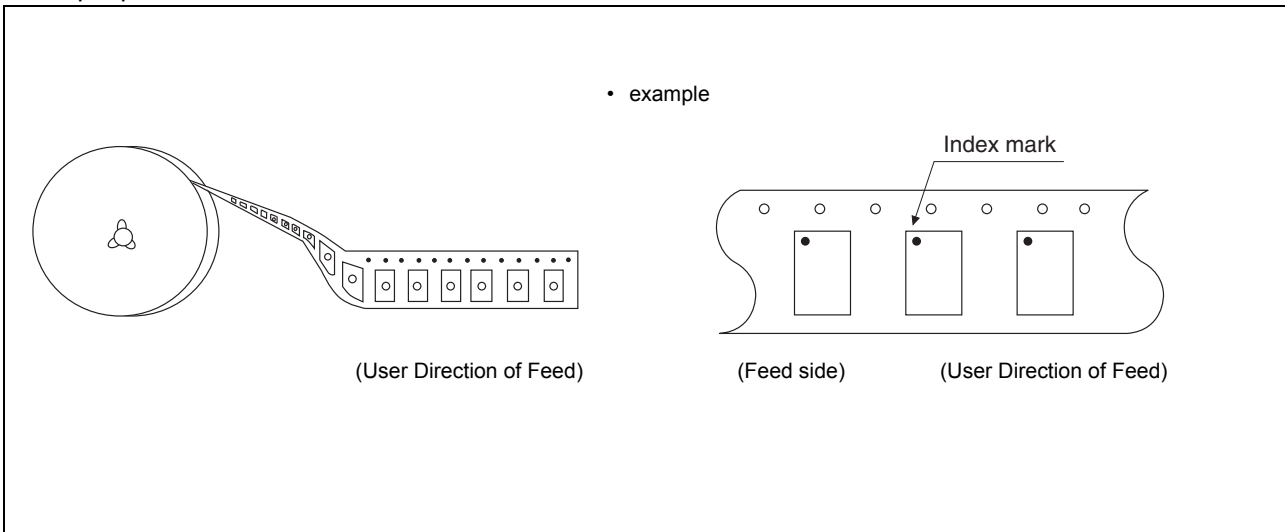 • example
Index mark
(User Direction of Feed)
(Feed side)
(User Direction of Feed)